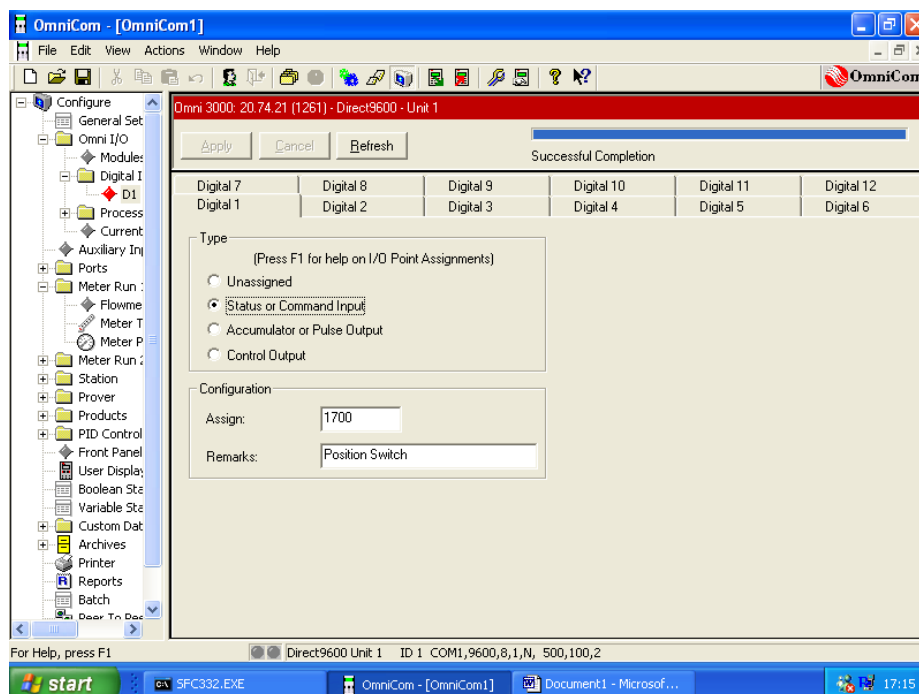 OmniCom - [OmniCom1]
File Edit View Actions Window Help
OmniCom
Configure
General Set
Omni I/O
Modules
Digital I
D1
Process
Current
Auxiliary Inp
Ports
Meter Run 1
Flowme
Meter T
Meter P
Meter Run 2
Station
Prover
Products
PID Control
Front Panel
User Display
Boolean Sta
Variable Sta
Custom Dat
Archives
Printer
Reports
Batch
Peer To Pee
Omni 3000: 20.74.21 (1261) - Direct9600 - Unit 1
Apply Cancel Refresh
Successful Completion
Digital 7 Digital 8 Digital 9 Digital 10 Digital 11 Digital 12
Digital 1 Digital 2 Digital 3 Digital 4 Digital 5 Digital 6
Type
(Press F1 for help on I/O Point Assignments)
Unassigned
Status or Command Input
Accumulator or Pulse Output
Control Output
Configuration
Assign: 1700
Remarks: Position Switch
For Help, press F1 Direct9600 Unit 1 ID 1 COM1,9600,8,1,N, 500,100,2
start SFC332.EXE OmniCom - [OmniCom1] Document1 - Microsof... 17:15